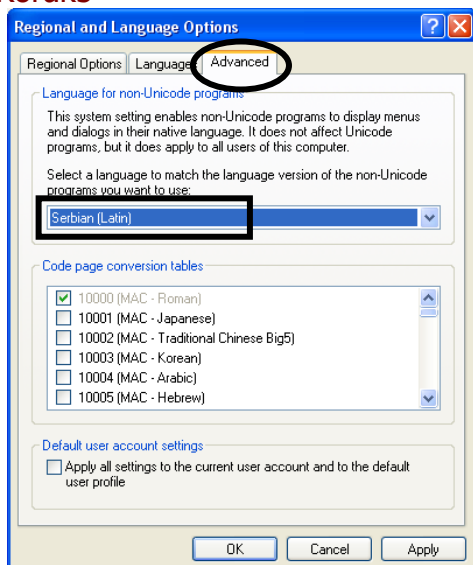 Regional and Language Options
Regional Options Languages Advanced
Language for non-Unicode programs
This system setting enables non-Unicode programs to display menus
and dialogs in their native language. It does not affect Unicode
programs, but it does apply to all users of this computer.
Select a language to match the language version of the non-Unicode
programs you want to use:
Serbian (Latin)
Code page conversion tables
10000 (MAC - Roman)
10001 (MAC - Japanese)
10002 (MAC - Traditional Chinese Big5)
10003 (MAC - Korean)
10004 (MAC - Arabic)
10005 (MAC - Hebrew)
Default user account settings
Apply all settings to the current user account and to the default
user profile
OK Cancel Apply